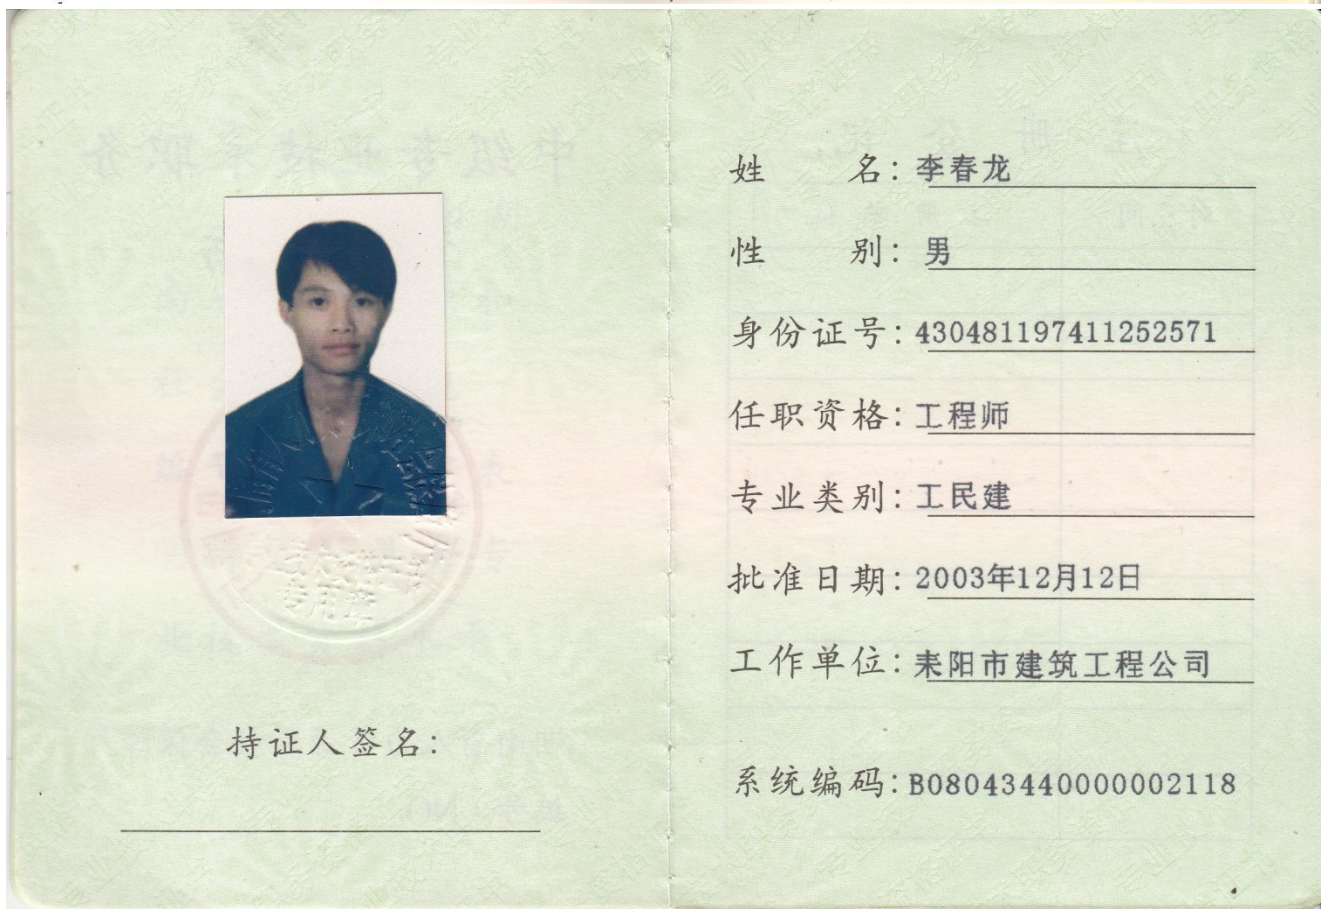 持证人签名：
姓名：李春龙
性别：男
身份证号：430481197411252571
任职资格：工程师
专业类别：工民建
批准日期：2003年12月12日
工作单位：耒阳市建筑工程公司
系统编码：B08043440000002118